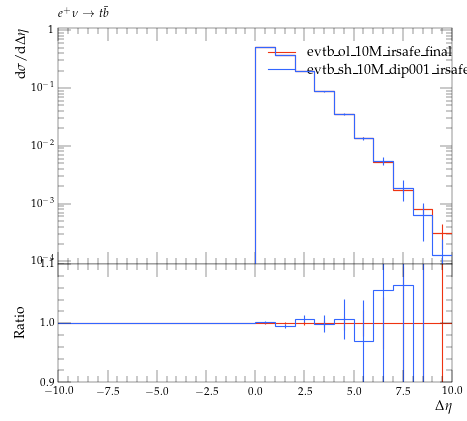 e⁺ν → tb̄
dσ/dΔη
1
evtb_ol_10M_irsafe_final
evtb_sh_10M_dip001_irsafe
10⁻¹
10⁻²
10⁻³
10⁻⁴
1.1
Ratio
1.0
0.9
−10.0 −7.5 −5.0 −2.5 0.0 2.5 5.0 7.5 10.0
Δη